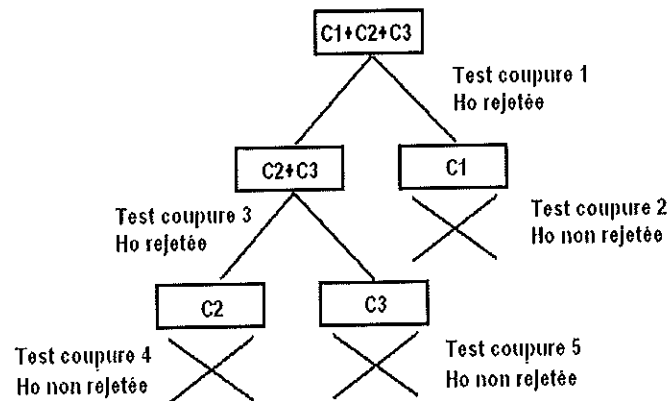 C1+C2+C3
Test coupure 1
Ho rejetée
C2+C3
C1
Test coupure 3
Ho rejetée
Test coupure 2
Ho non rejetée
C2
C3
Test coupure 4
Ho non rejetée
Test coupure 5
Ho non rejetée